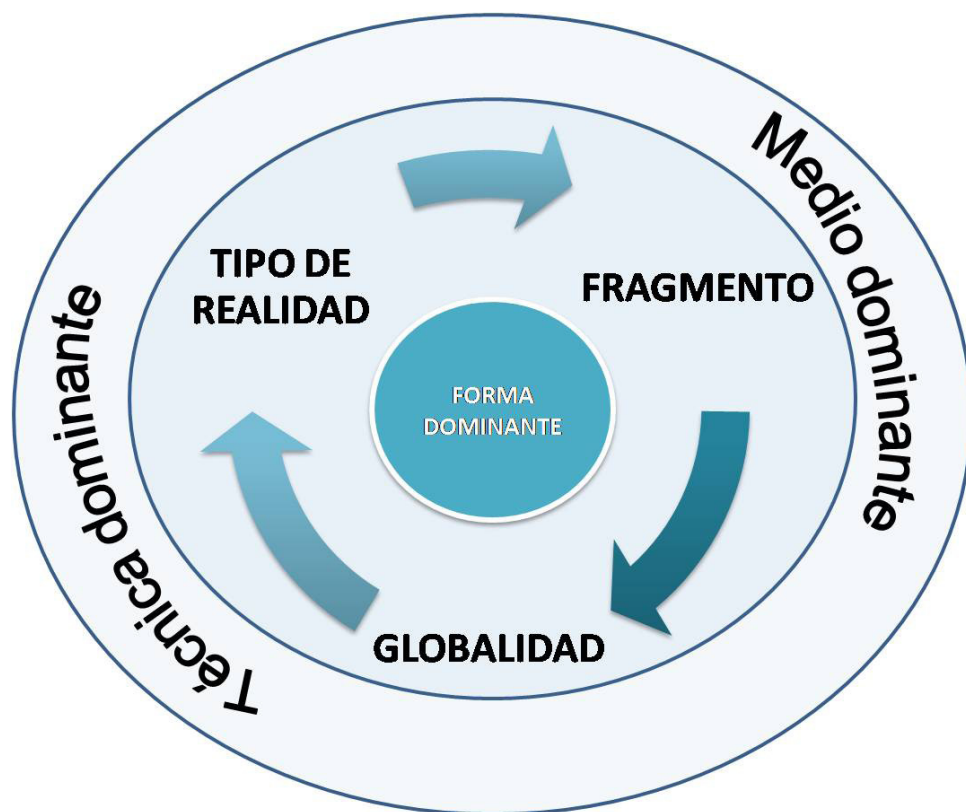 Medio dominante
TIPO DE
REALIDAD
FRAGMENTO
FORMA
DOMINANTE
GLOBALIDAD
Técnica dominante